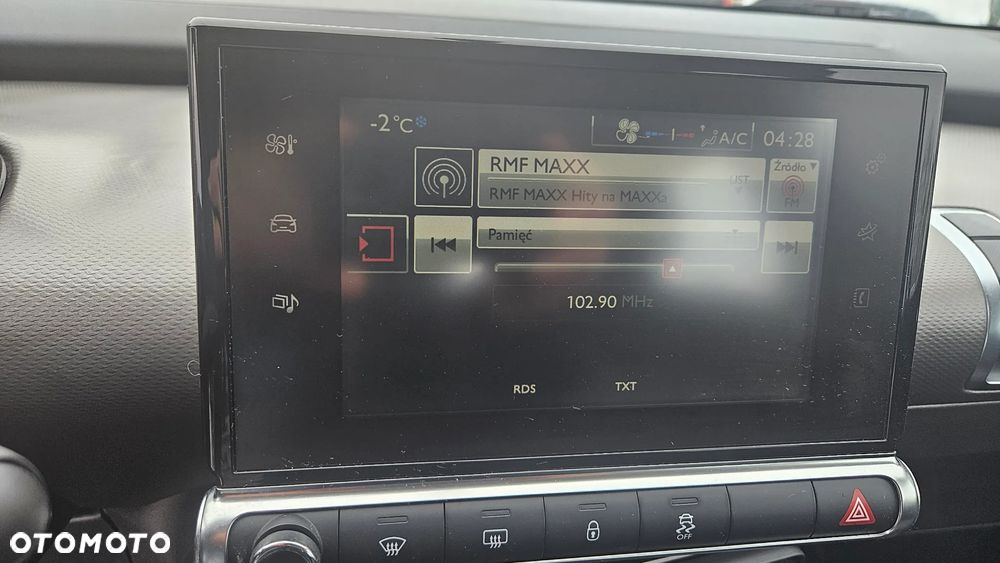 -2°C
A/C
04:28
RMF MAXX
LIST
Źródło
RMF MAXX Hity na MAXXa
FM
Pamięć
102.90 MHz
RDS
TXT
OFF
OTOMOTO